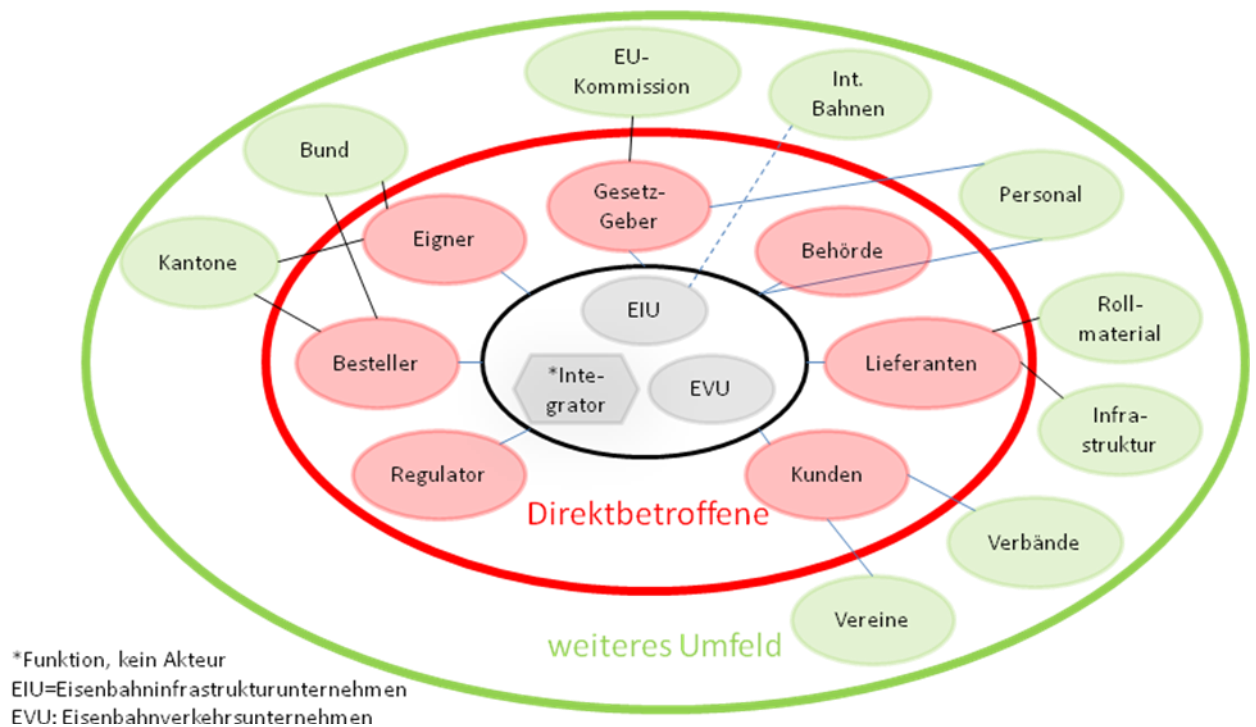 EU-
Kommission
Int.
Bahnen
Bund
Personal
Gesetz-
Geber
Eigner
Behörde
Kantone
EIU
Roll-
material
Besteller
Lieferanten
*Inte-
grator
EVU
Infra-
struktur
Regulator
Kunden
Direktbetroffene
Verbände
Vereine
weiteres Umfeld
*Funktion, kein Akteur
EIU=Eisenbahninfrastrukturunternehmen
EVU: Eisenbahnverkehrsunternehmen